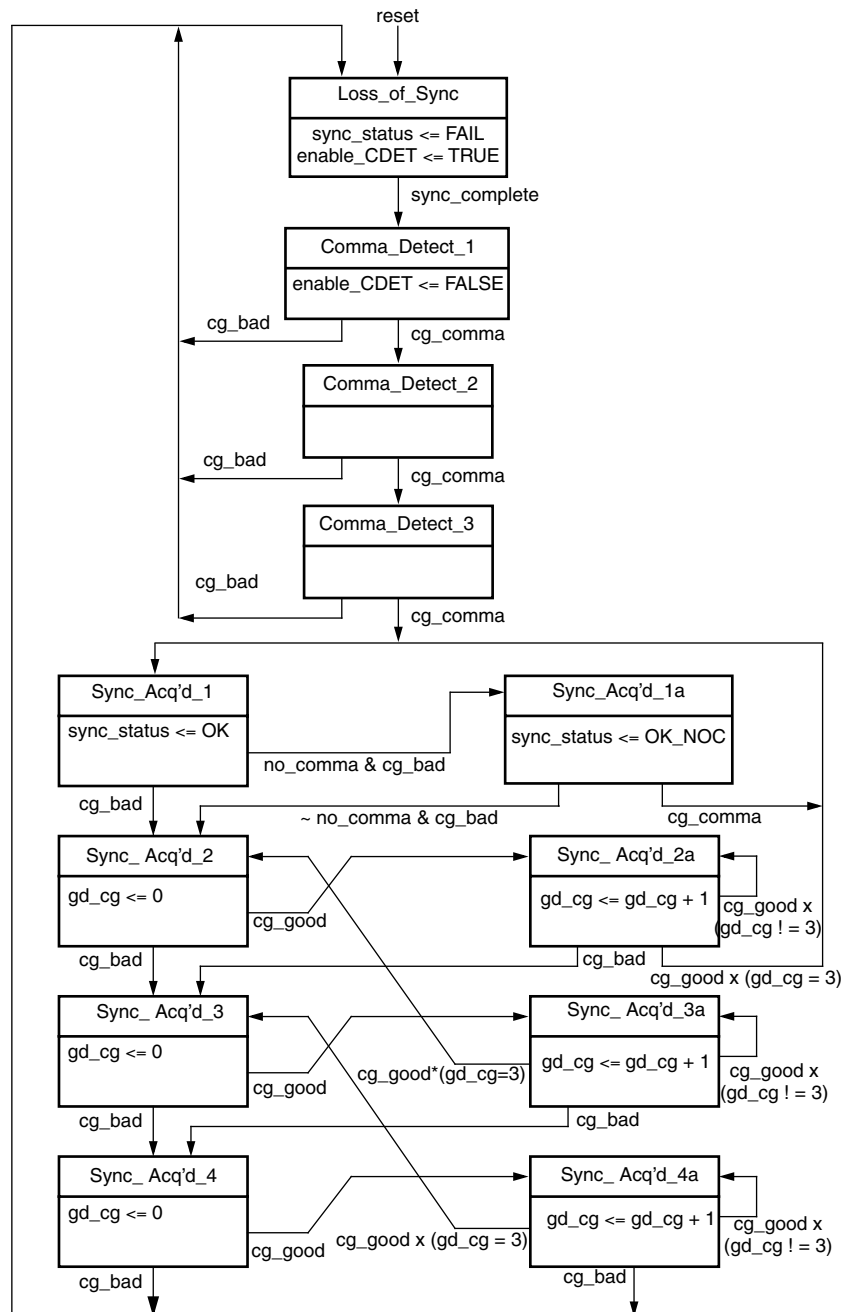 reset
Loss_of_Sync
sync_status <= FAIL
enable_CDET <= TRUE
sync_complete
Comma_Detect_1
enable_CDET <= FALSE
cg_bad
cg_comma
Comma_Detect_2
cg_bad
cg_comma
Comma_Detect_3
cg_bad
cg_comma
Sync_Acq'd_1
Sync_Acq'd_1a
sync_status <= OK
sync_status <= OK_NOC
no_comma & cg_bad
cg_bad
~ no_comma & cg_bad
cg_comma
Sync_ Acq'd_2
Sync_ Acq'd_2a
gd_cg <= 0
gd_cg <= gd_cg + 1
cg_good
cg_good x
(gd_cg ! = 3)
cg_bad
cg_bad
cg_good x (gd_cg = 3)
Sync_ Acq'd_3
Sync_ Acq'd_3a
gd_cg <= 0
gd_cg <= gd_cg + 1
cg_good
cg_good*(gd_cg=3)
cg_good x
(gd_cg ! = 3)
cg_bad
cg_bad
Sync_ Acq'd_4
Sync_ Acq'd_4a
gd_cg <= 0
gd_cg <= gd_cg + 1
cg_good
cg_good x (gd_cg = 3)
cg_good x
(gd_cg ! = 3)
cg_bad
cg_bad